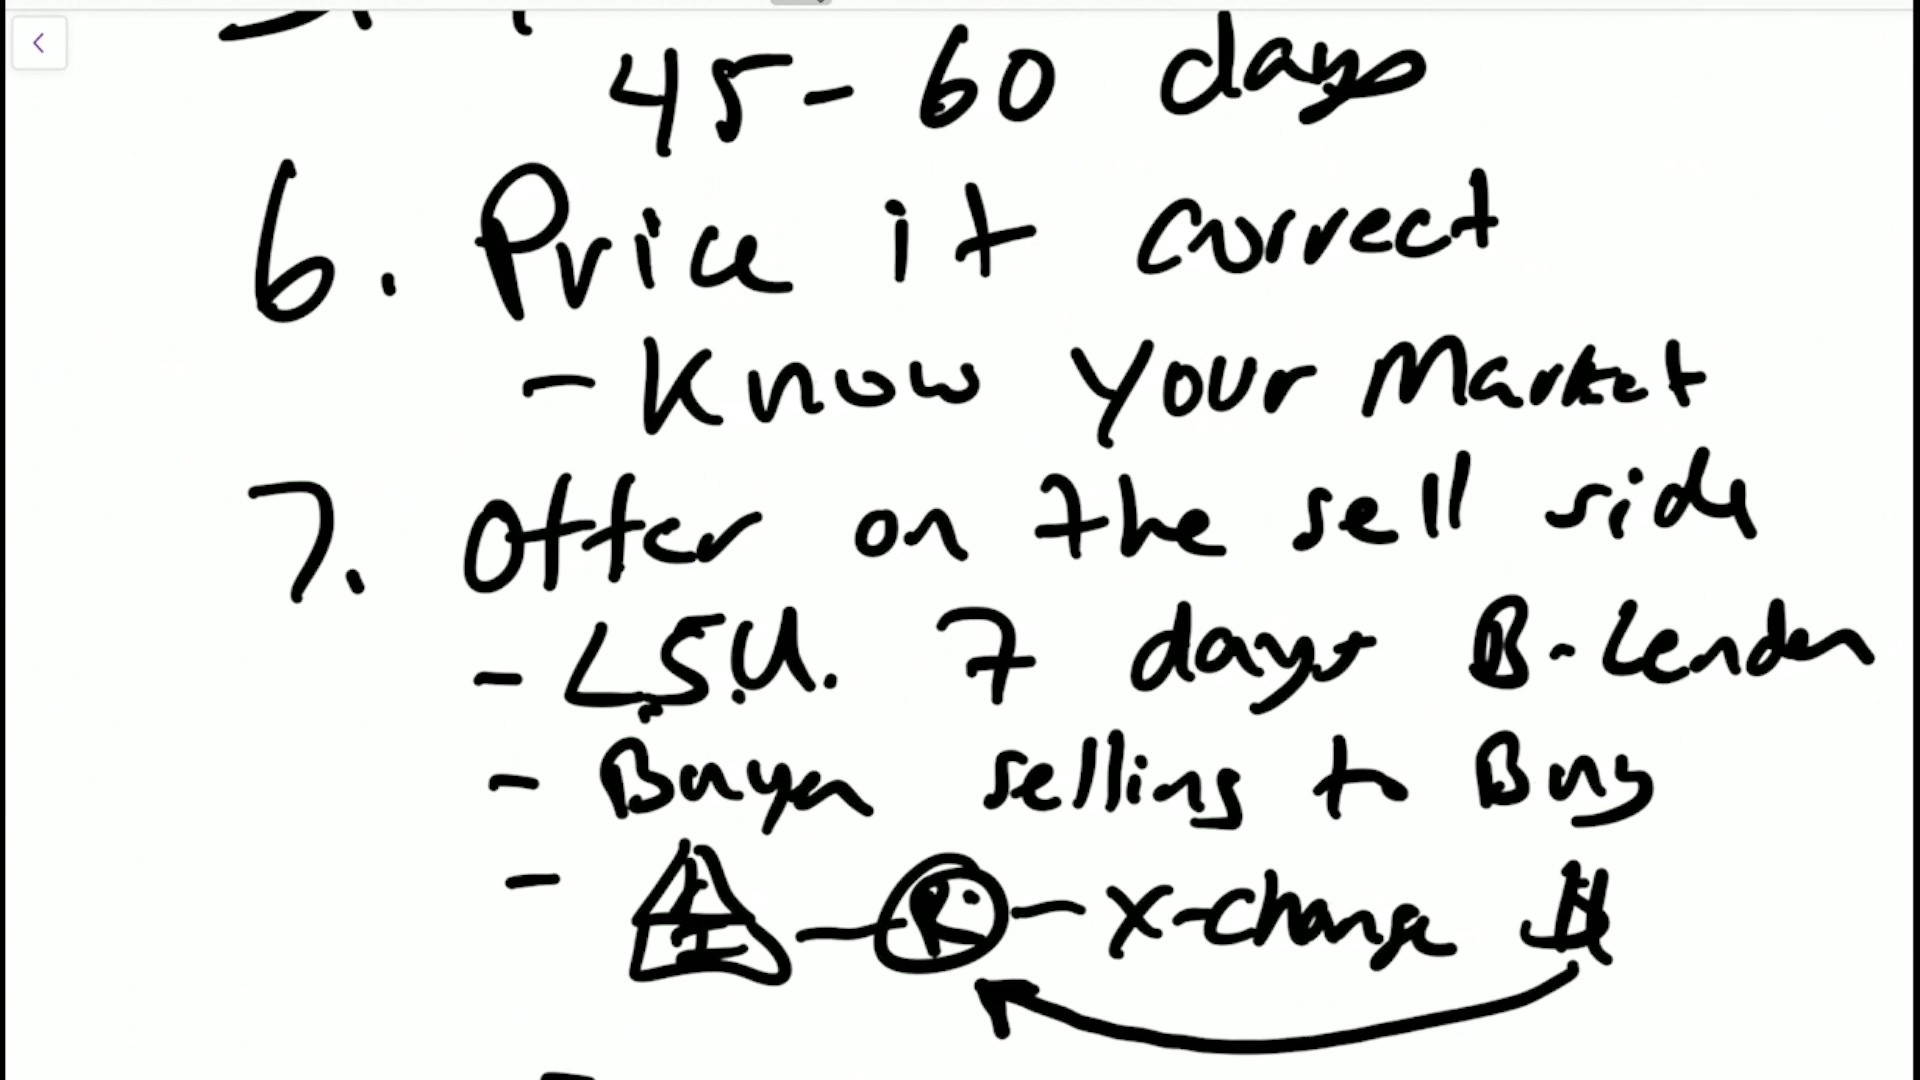 45-60 days
6. Price it correct
- Know Your Market
7. Offer on the sell side
- L.S.U. 7 days B-Lender
- Buyer selling to Buy
- - R - X-change $